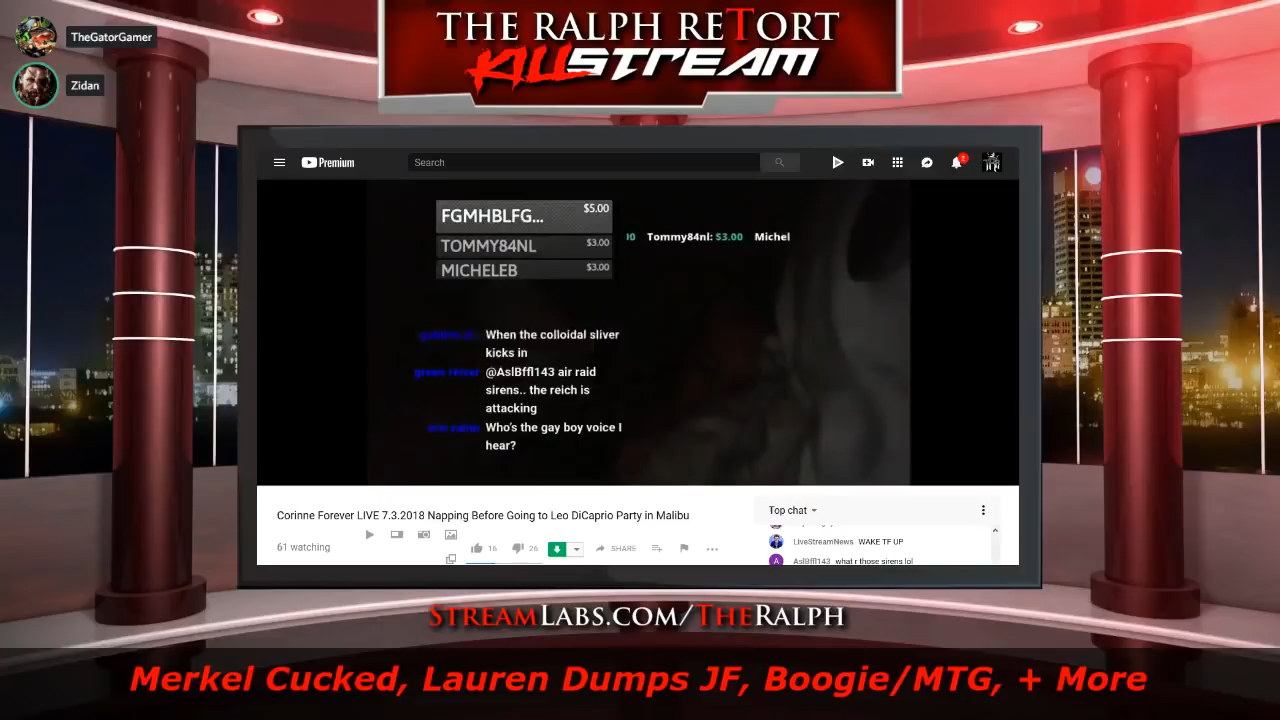 TheGatorGamer
Zidan
THE RALPH RETORT
KILLSTREAM
Premium
Search
2
FGMHBLFG... $5.00
TOMMY84NL $3.00
MICHELEB $3.00
Tommy84nl: $3.00 Michel
When the colloidal sliver
kicks in
@AslBffl143 air raid
sirens.. the reich is
attacking
Who's the gay boy voice I
hear?
Corinne Forever LIVE 7.3.2018 Napping Before Going to Leo DiCaprio Party in Malibu
61 watching
16
26
SHARE
Top chat
LiveStreamNews WAKE TF UP
A AslBffl143 what r those sirens lol
STREAMLABS.COM/THERALPH
Merkel Cucked, Lauren Dumps JF, Boogie/MTG, + More